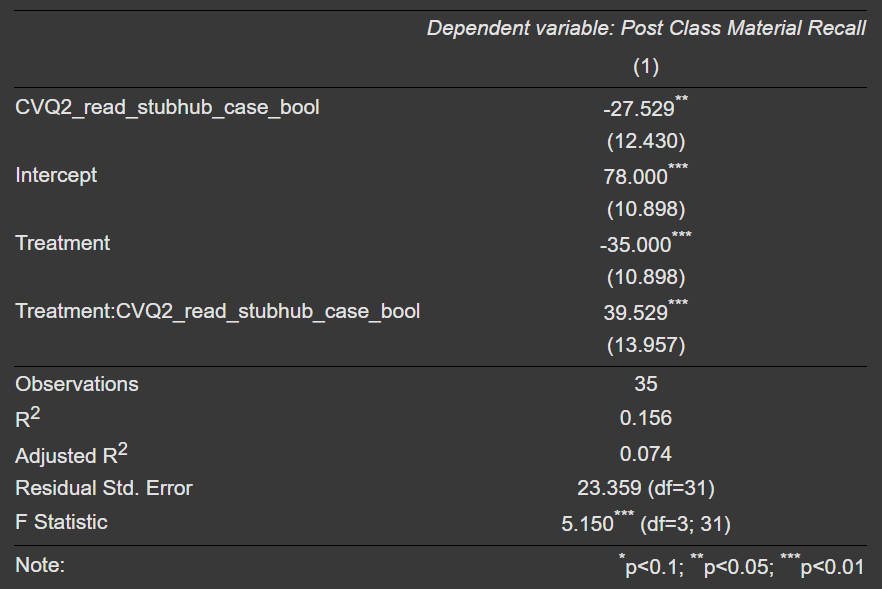 Dependent variable: Post Class Material Recall
(1)
CVQ2_read_stubhub_case_bool -27.529**
(12.430)
Intercept 78.000***
(10.898)
Treatment -35.000***
(10.898)
Treatment:CVQ2_read_stubhub_case_bool 39.529***
(13.957)
Observations 35
R2 0.156
Adjusted R2 0.074
Residual Std. Error 23.359 (df=31)
F Statistic 5.150*** (df=3; 31)
Note: *p<0.1; **p<0.05; ***p<0.01